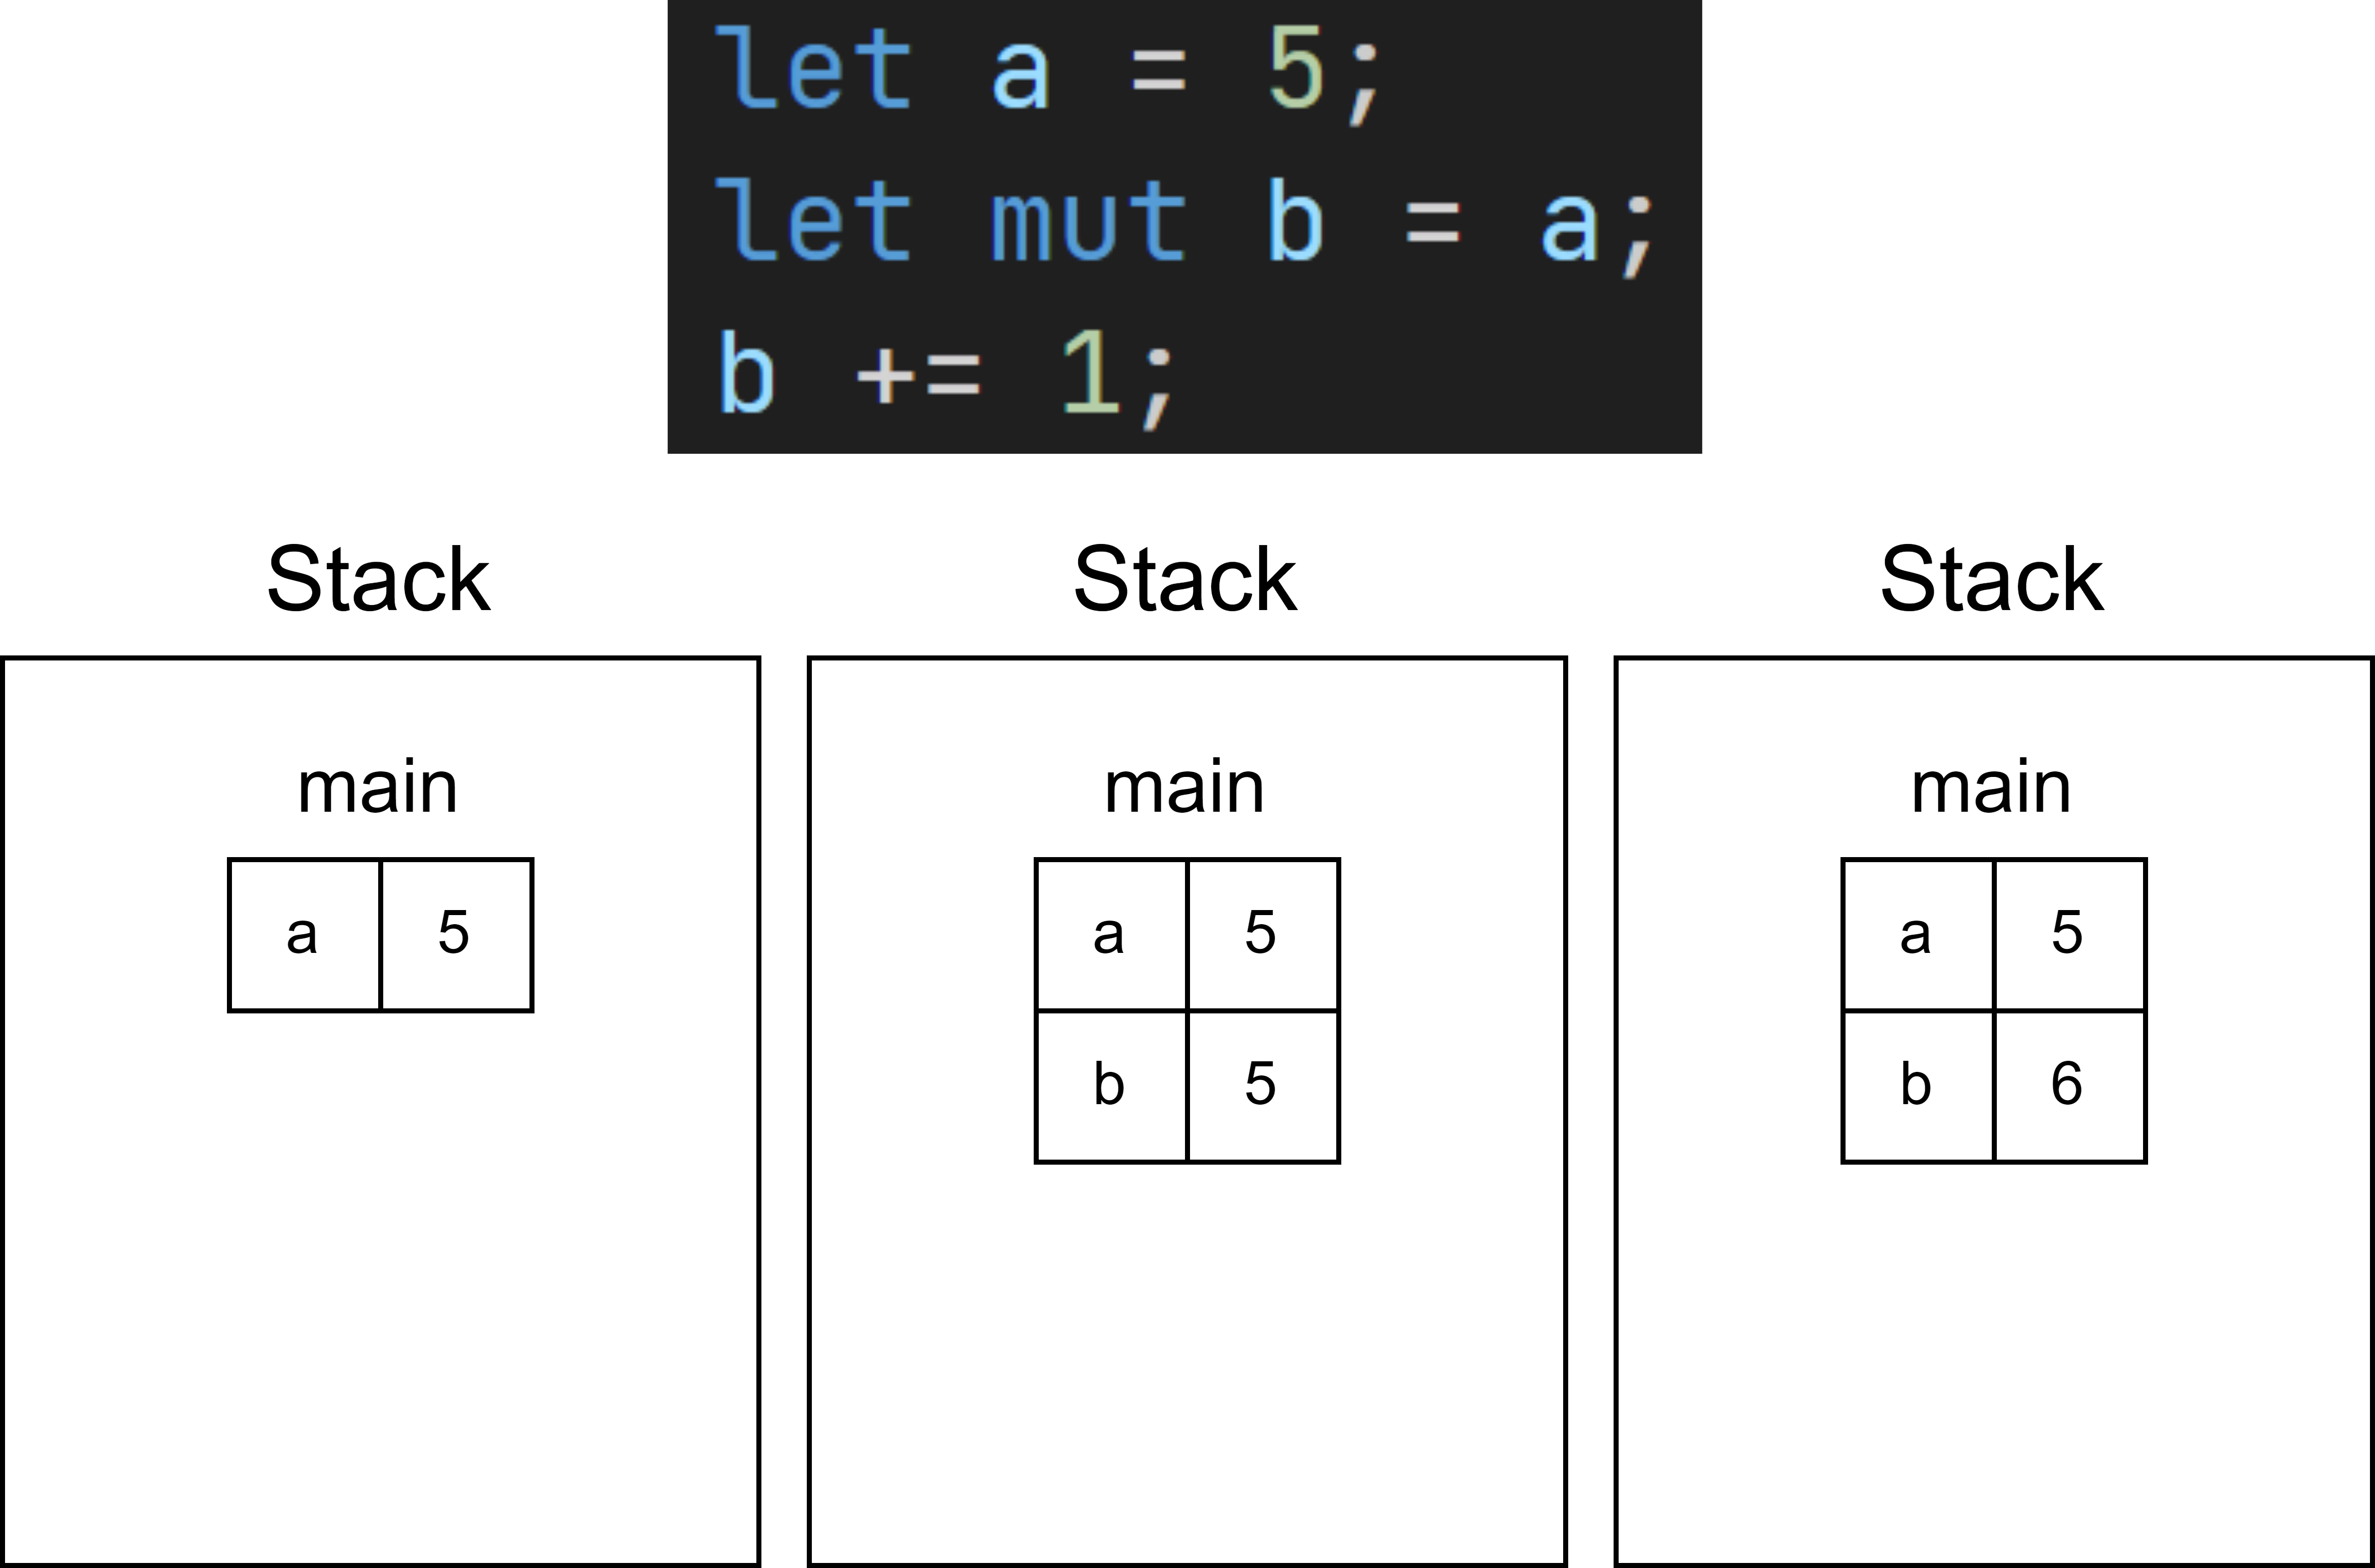 let a = 5;
let mut b = a;
b += 1;
Stack
main
a 5
Stack
main
a 5
b 5
Stack
main
a 5
b 6